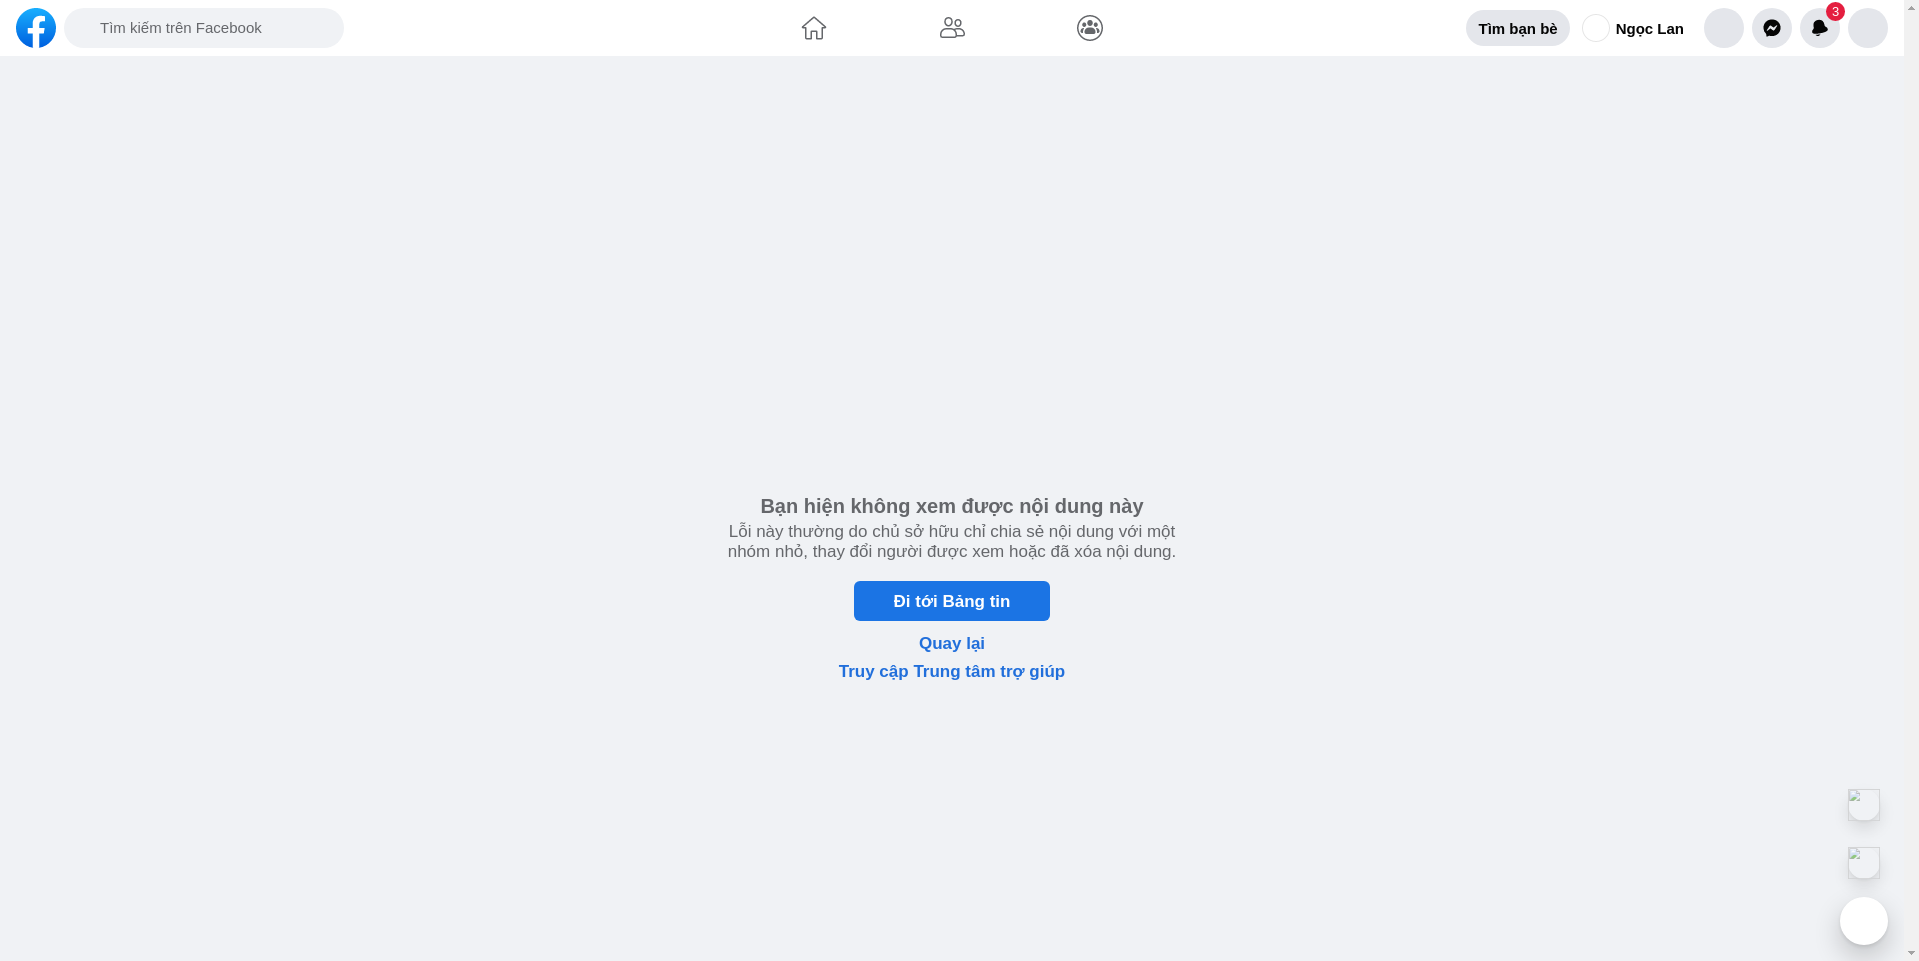 Tìm kiếm trên Facebook
Tìm bạn bè
Ngọc Lan
3
Bạn hiện không xem được nội dung này
Lỗi này thường do chủ sở hữu chỉ chia sẻ nội dung với một
nhóm nhỏ, thay đổi người được xem hoặc đã xóa nội dung.
Đi tới Bảng tin
Quay lại
Truy cập Trung tâm trợ giúp